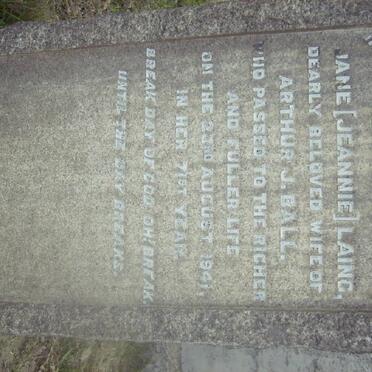 JANE [JEANNIE] LAING,
DEARLY BELOVED WIFE OF
ARTHUR J. BALL,
WHO PASSED TO THE RICHER
AND FULLER LIFE
ON THE 2ND AUGUST 1941,
IN HER 71ST YEAR.
BREAK DAY OF GOD, OH! BREAK
UNTIL THE DAY BREAKS.